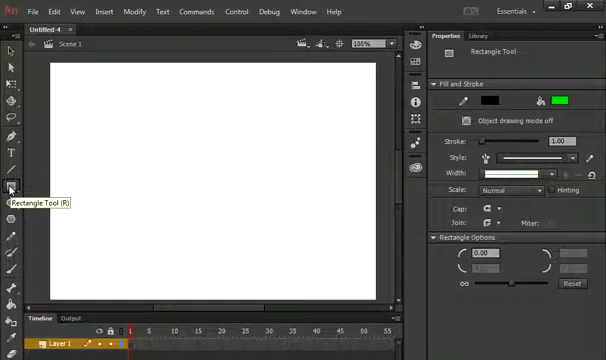 An File Edit View Insert Modify Text Commands Control Debug Window Help Essentials
Untitled-4 ×
Scene 1 100%
Properties Library
Rectangle Tool
Fill and Stroke
Object drawing mode off
Stroke: 1.00
Style:
Width:
Scale: Normal Hinting
Cap:
Join: Miter:
Rectangle Options
0.00
Reset
Rectangle Tool (R)
Timeline Output
1 5 10 15 20 25 30 35 40 45 50 55
Layer 1